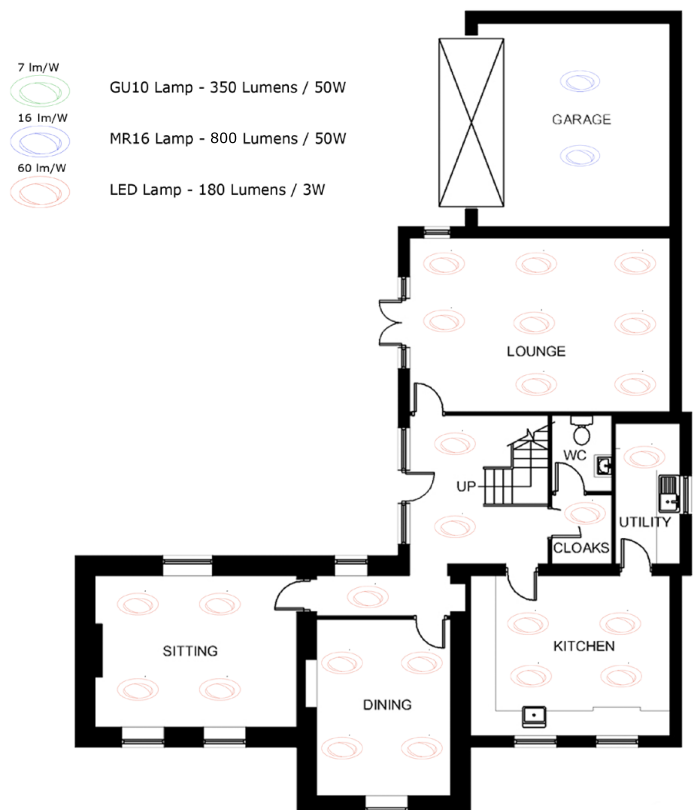 7 lm/W
GU10 Lamp - 350 Lumens / 50W
16 lm/W
MR16 Lamp - 800 Lumens / 50W
60 lm/W
LED Lamp - 180 Lumens / 3W
GARAGE
LOUNGE
WC
UP
UTILITY
CLOAKS
SITTING
KITCHEN
DINING